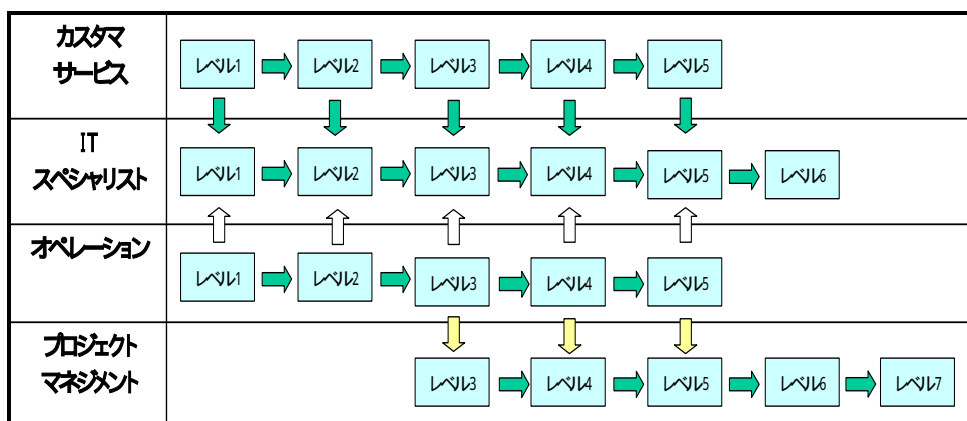 カスタマ
サービス
レベル1 レベル2 レベル3 レベル4 レベル5
IT
スペシャリスト
レベル1 レベル2 レベル3 レベル4 レベル5 レベル6
オペレーション
レベル1 レベル2 レベル3 レベル4 レベル5
プロジェクト
マネジメント
レベル3 レベル4 レベル5 レベル6 レベル7